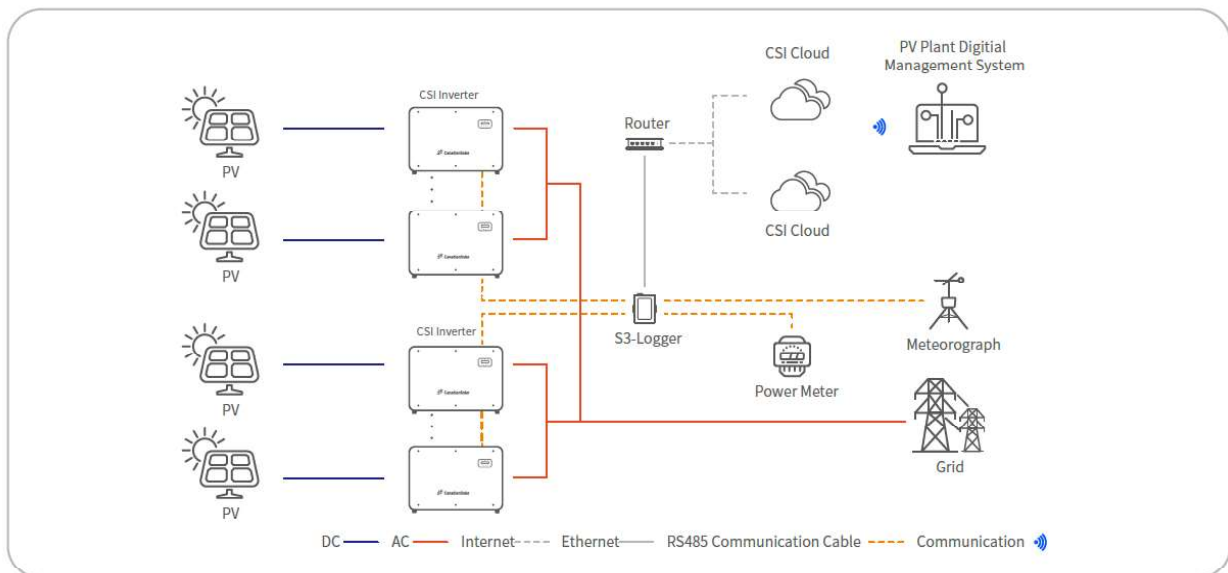 CSI Cloud
PV Plant Digitial
Management System
CSI Inverter
Router
PV
CSI Cloud
PV
CSI Inverter
S3-Logger
Meteorograph
Power Meter
PV
Grid
PV
DC AC Internet Ethernet RS485 Communication Cable Communication